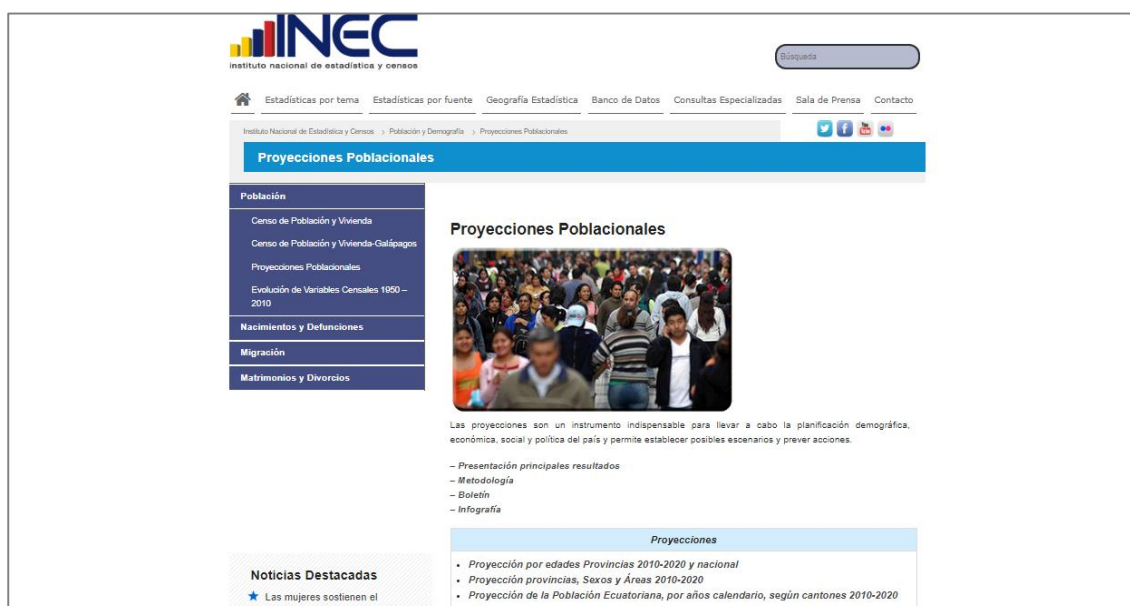 INEC
instituto nacional de estadística y censos
Búsqueda
Estadísticas por tema Estadísticas por fuente Geografía Estadística Banco de Datos Consultas Especializadas Sala de Prensa Contacto
Instituto Nacional de Estadística y Censos > Población y Demografía > Proyecciones Poblacionales
Proyecciones Poblacionales
Población
Censo de Población y Vivienda
Censo de Población y Vivienda-Galápagos
Proyecciones Poblacionales
Evolución de Variables Censales 1950 –
2010
Nacimientos y Defunciones
Migración
Matrimonios y Divorcios
Proyecciones Poblacionales
Las proyecciones son un instrumento indispensable para llevar a cabo la planificación demográfica,
económica, social y política del país y permite establecer posibles escenarios y prever acciones.
– Presentación principales resultados
– Metodología
– Boletín
– Infografía
Proyecciones
• Proyección por edades Provincias 2010-2020 y nacional
• Proyección provincias, Sexos y Áreas 2010-2020
• Proyección de la Población Ecuatoriana, por años calendario, según cantones 2010-2020
Noticias Destacadas
Las mujeres sostienen el